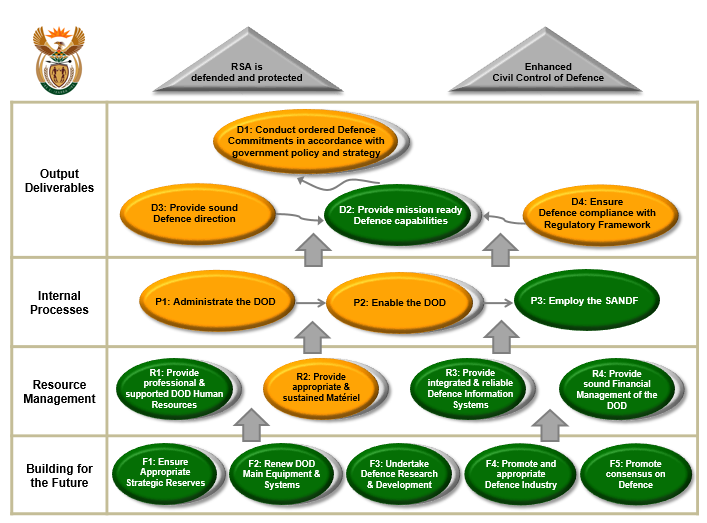 RSA is
defended and protected
Enhanced
Civil Control of Defence
Output
Deliverables
D1: Conduct ordered Defence
Commitments in accordance with
government policy and strategy
D3: Provide sound
Defence direction
D2: Provide mission ready
Defence capabilities
D4: Ensure
Defence compliance with
Regulatory Framework
Internal
Processes
P1: Administrate the DOD
P2: Enable the DOD
P3: Employ the SANDF
Resource
Management
R1: Provide
professional &
supported DOD Human
Resources
R2: Provide
appropriate &
sustained Matériel
R3: Provide
integrated & reliable
Defence Information
Systems
R4: Provide
sound Financial
Management of the
DOD
Building for
the Future
F1: Ensure
Appropriate
Strategic Reserves
F2: Renew DOD
Main Equipment &
Systems
F3: Undertake
Defence Research
& Development
F4: Promote and
appropriate
Defence Industry
F5: Promote
consensus on
Defence